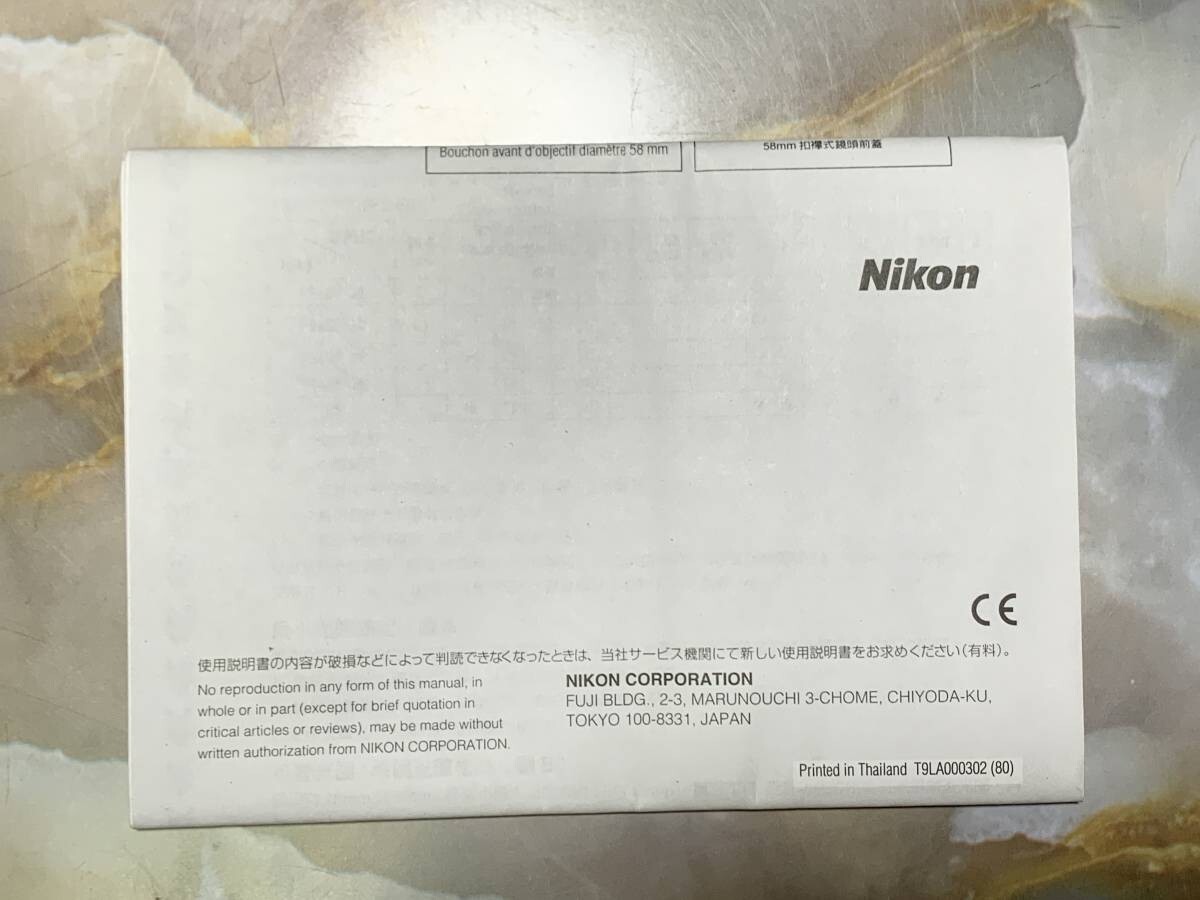 Bouchon avant d'objectif diamètre 58 mm
58mm 扣襻式鏡頭前蓋
Nikon
CE
使用説明書の内容が破損などによって判読できなくなったときは、当社サービス機関にて新しい使用説明書をお求めください(有料)。
No reproduction in any form of this manual, in
whole or in part (except for brief quotation in
critical articles or reviews), may be made without
written authorization from NIKON CORPORATION.
NIKON CORPORATION
FUJI BLDG., 2-3, MARUNOUCHI 3-CHOME, CHIYODA-KU,
TOKYO 100-8331, JAPAN
Printed in Thailand T9LA000302 (80)